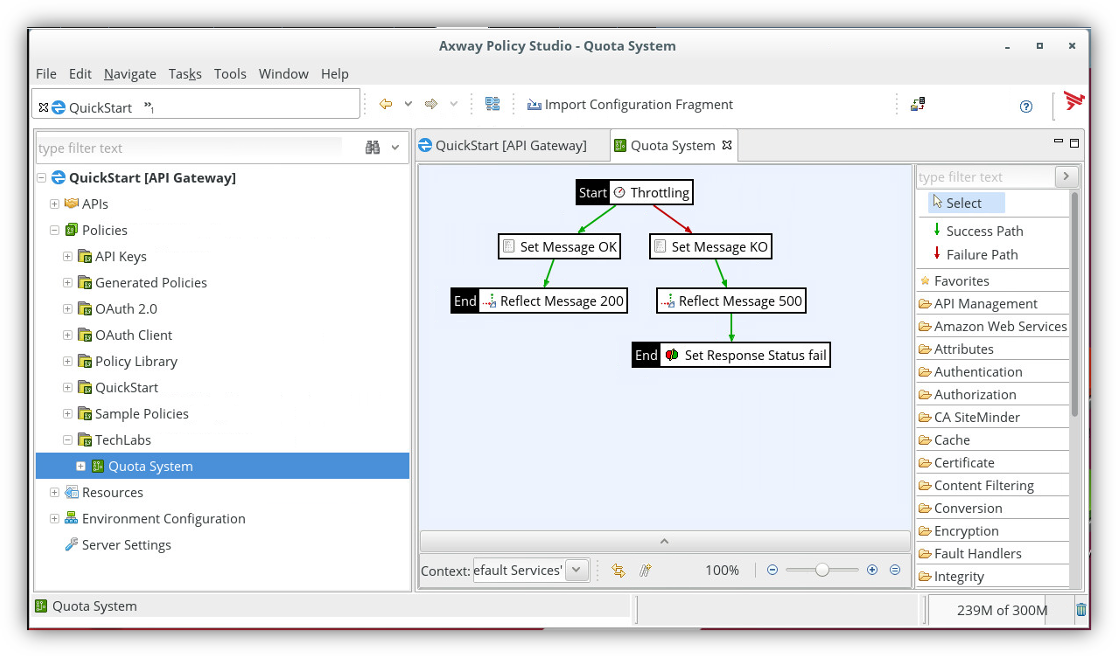 Axway Policy Studio - Quota System
File Edit Navigate Tasks Tools Window Help
QuickStart »1
Import Configuration Fragment
type filter text
QuickStart [API Gateway]
APIs
Policies
API Keys
Generated Policies
OAuth 2.0
OAuth Client
Policy Library
QuickStart
Sample Policies
TechLabs
Quota System
Resources
Environment Configuration
Server Settings
QuickStart [API Gateway]
Quota System
Start Throttling
Set Message OK
Set Message KO
End Reflect Message 200
Reflect Message 500
End Set Response Status fail
Context: efault Services'
100%
type filter text
Select
Success Path
Failure Path
Favorites
API Management
Amazon Web Services
Attributes
Authentication
Authorization
CA SiteMinder
Cache
Certificate
Content Filtering
Conversion
Encryption
Fault Handlers
Integrity
Quota System
239M of 300M